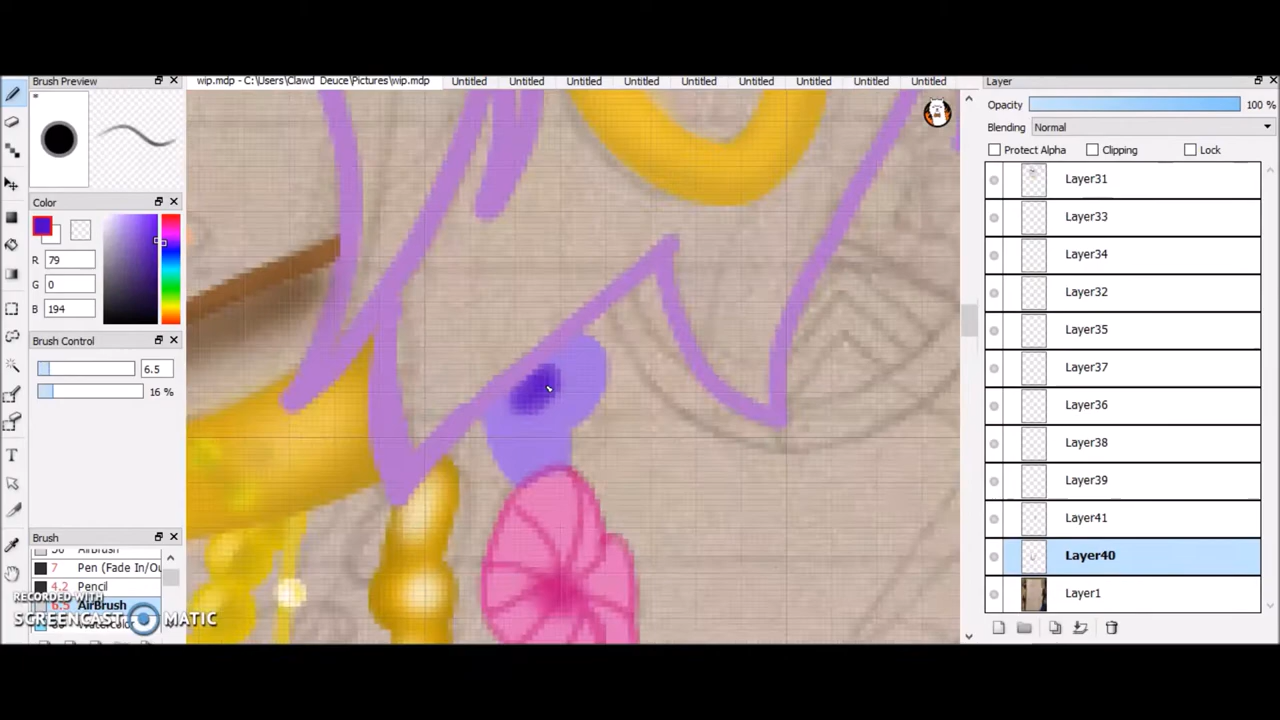 Brush Preview
wip.mdp - C:\Users\Clawd Deuce\Pictures\wip.mdp
Untitled
Untitled
Untitled
Untitled
Untitled
Untitled
Untitled
Untitled
Untitled
Layer
Opacity
100 %
Blending
Normal
Protect Alpha
Clipping
Lock
Color
R
79
G
0
B
194
Brush Control
6.5
16 %
Brush
AirBrush
7
Pen (Fade In/Ou
4.2
Pencil
6.5
AirBrush
Layer31
Layer33
Layer34
Layer32
Layer35
Layer37
Layer36
Layer38
Layer39
Layer41
Layer40
Layer1
RECORDED WITH
SCREENCAST MATIC